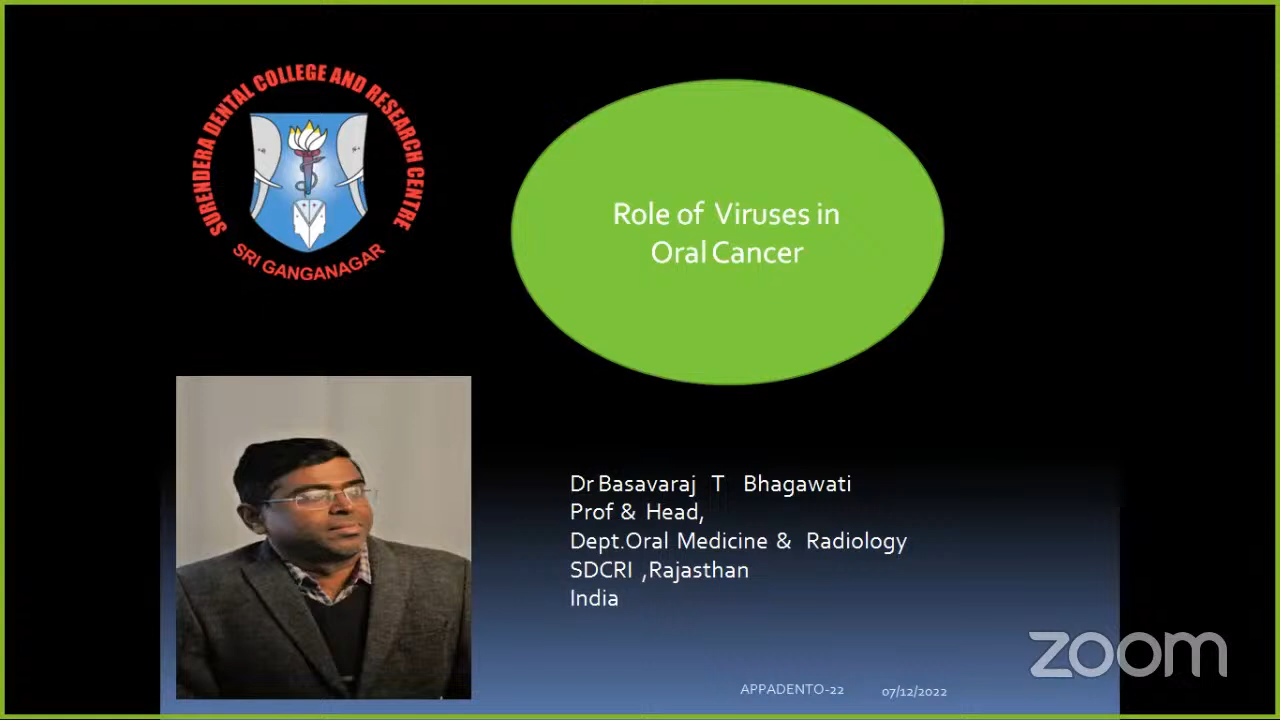 SURENDERA DENTAL COLLEGE AND RESEARCH CENTRE
SRI GANGANAGAR
Role of Viruses in
Oral Cancer
Dr Basavaraj T Bhagawati
Prof & Head,
Dept.Oral Medicine & Radiology
SDCRI ,Rajasthan
India
APPADENTO-22 07/12/2022
zoom